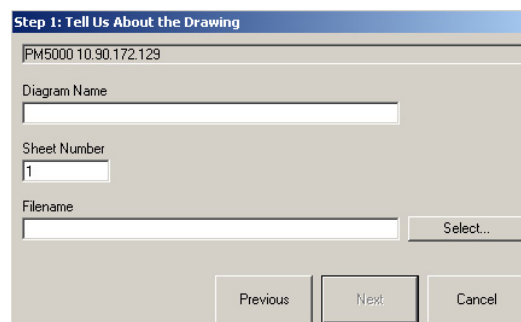 Step 1: Tell Us About the Drawing
PM5000 10.90.172.129
Diagram Name
Sheet Number
1
Filename
Select...
Previous Next Cancel